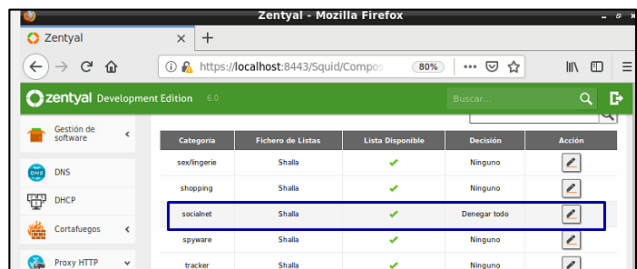 Zentyal - Mozilla Firefox
Zentyal
https://localhost:8443/Squid/Compos 80%
zentyal Development Edition 6.0 Buscar...
Gestión de software
Categoría Fichero de Listas Lista Disponible Decisión Acción
sex/lingerie Shalla Ninguno
DNS
shopping Shalla Ninguno
DHCP
socialnet Shalla Denegar todo
Cortafuegos
spyware Shalla Ninguno
Proxy HTTP
tracker Shalla Ninguno